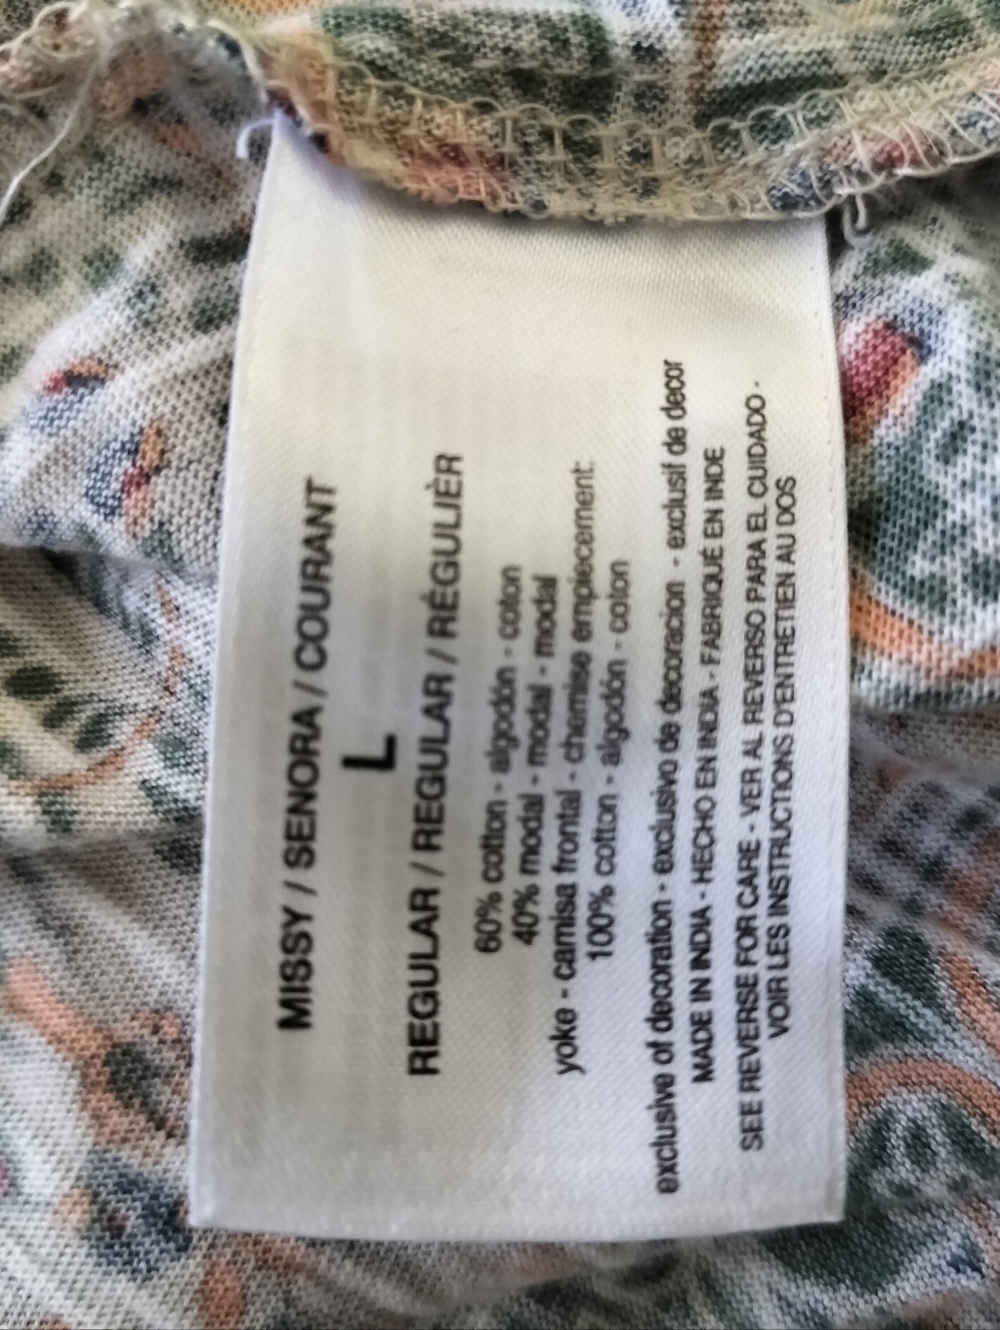 MISSY / SENORA / COURANT
L
REGULAR / REGULAR / RÉGULIÈR
60% cotton - algodón - coton
40% modal - modal - modal
yoke - camisa frontal - chemise empiecement:
100% cotton - algodón - coton
exclusive of decoration - exclusivo de decoracion - exclusif de decor
MADE IN INDIA - HECHO EN INDIA - FABRIQUÉ EN INDE
SEE REVERSE FOR CARE - VER AL REVERSO PARA EL CUIDADO -
VOIR LES INSTRUCTIONS D'ENTRETIEN AU DOS